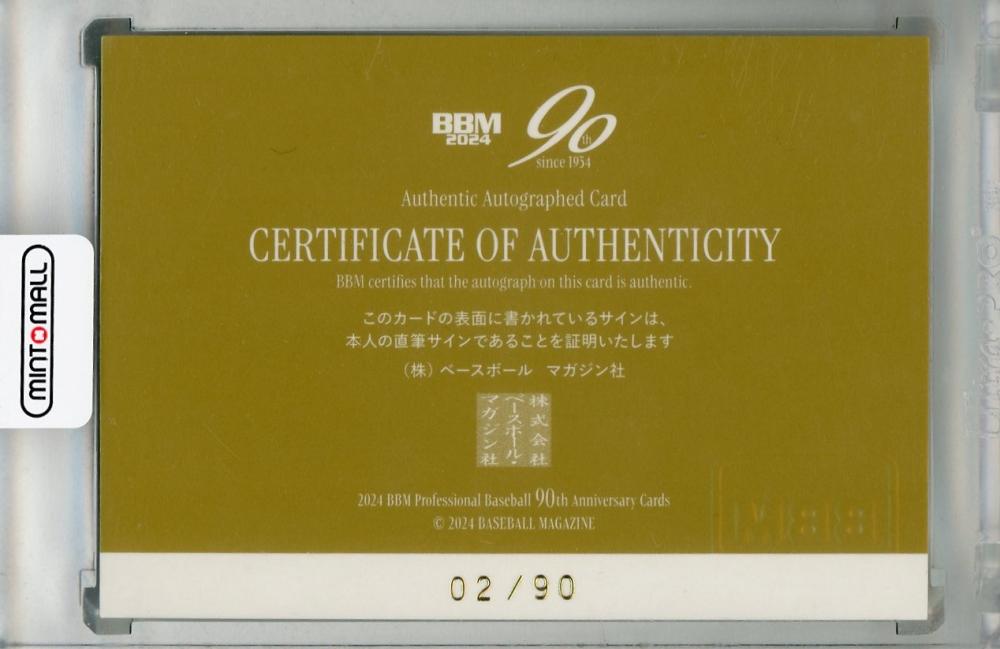 BBM
2024
90th
since 1934
Authentic Autographed Card
CERTIFICATE OF AUTHENTICITY
BBM certifies that the autograph on this card is authentic.
このカードの表面に書かれているサインは、
本人の直筆サインであることを証明いたします
(株) ベースボール マガジン社
株式会社
ベースボール・
マガジン社
2024 BBM Professional Baseball 90th Anniversary Cards
© 2024 BASEBALL MAGAZINE
02/90
MINTOMALL